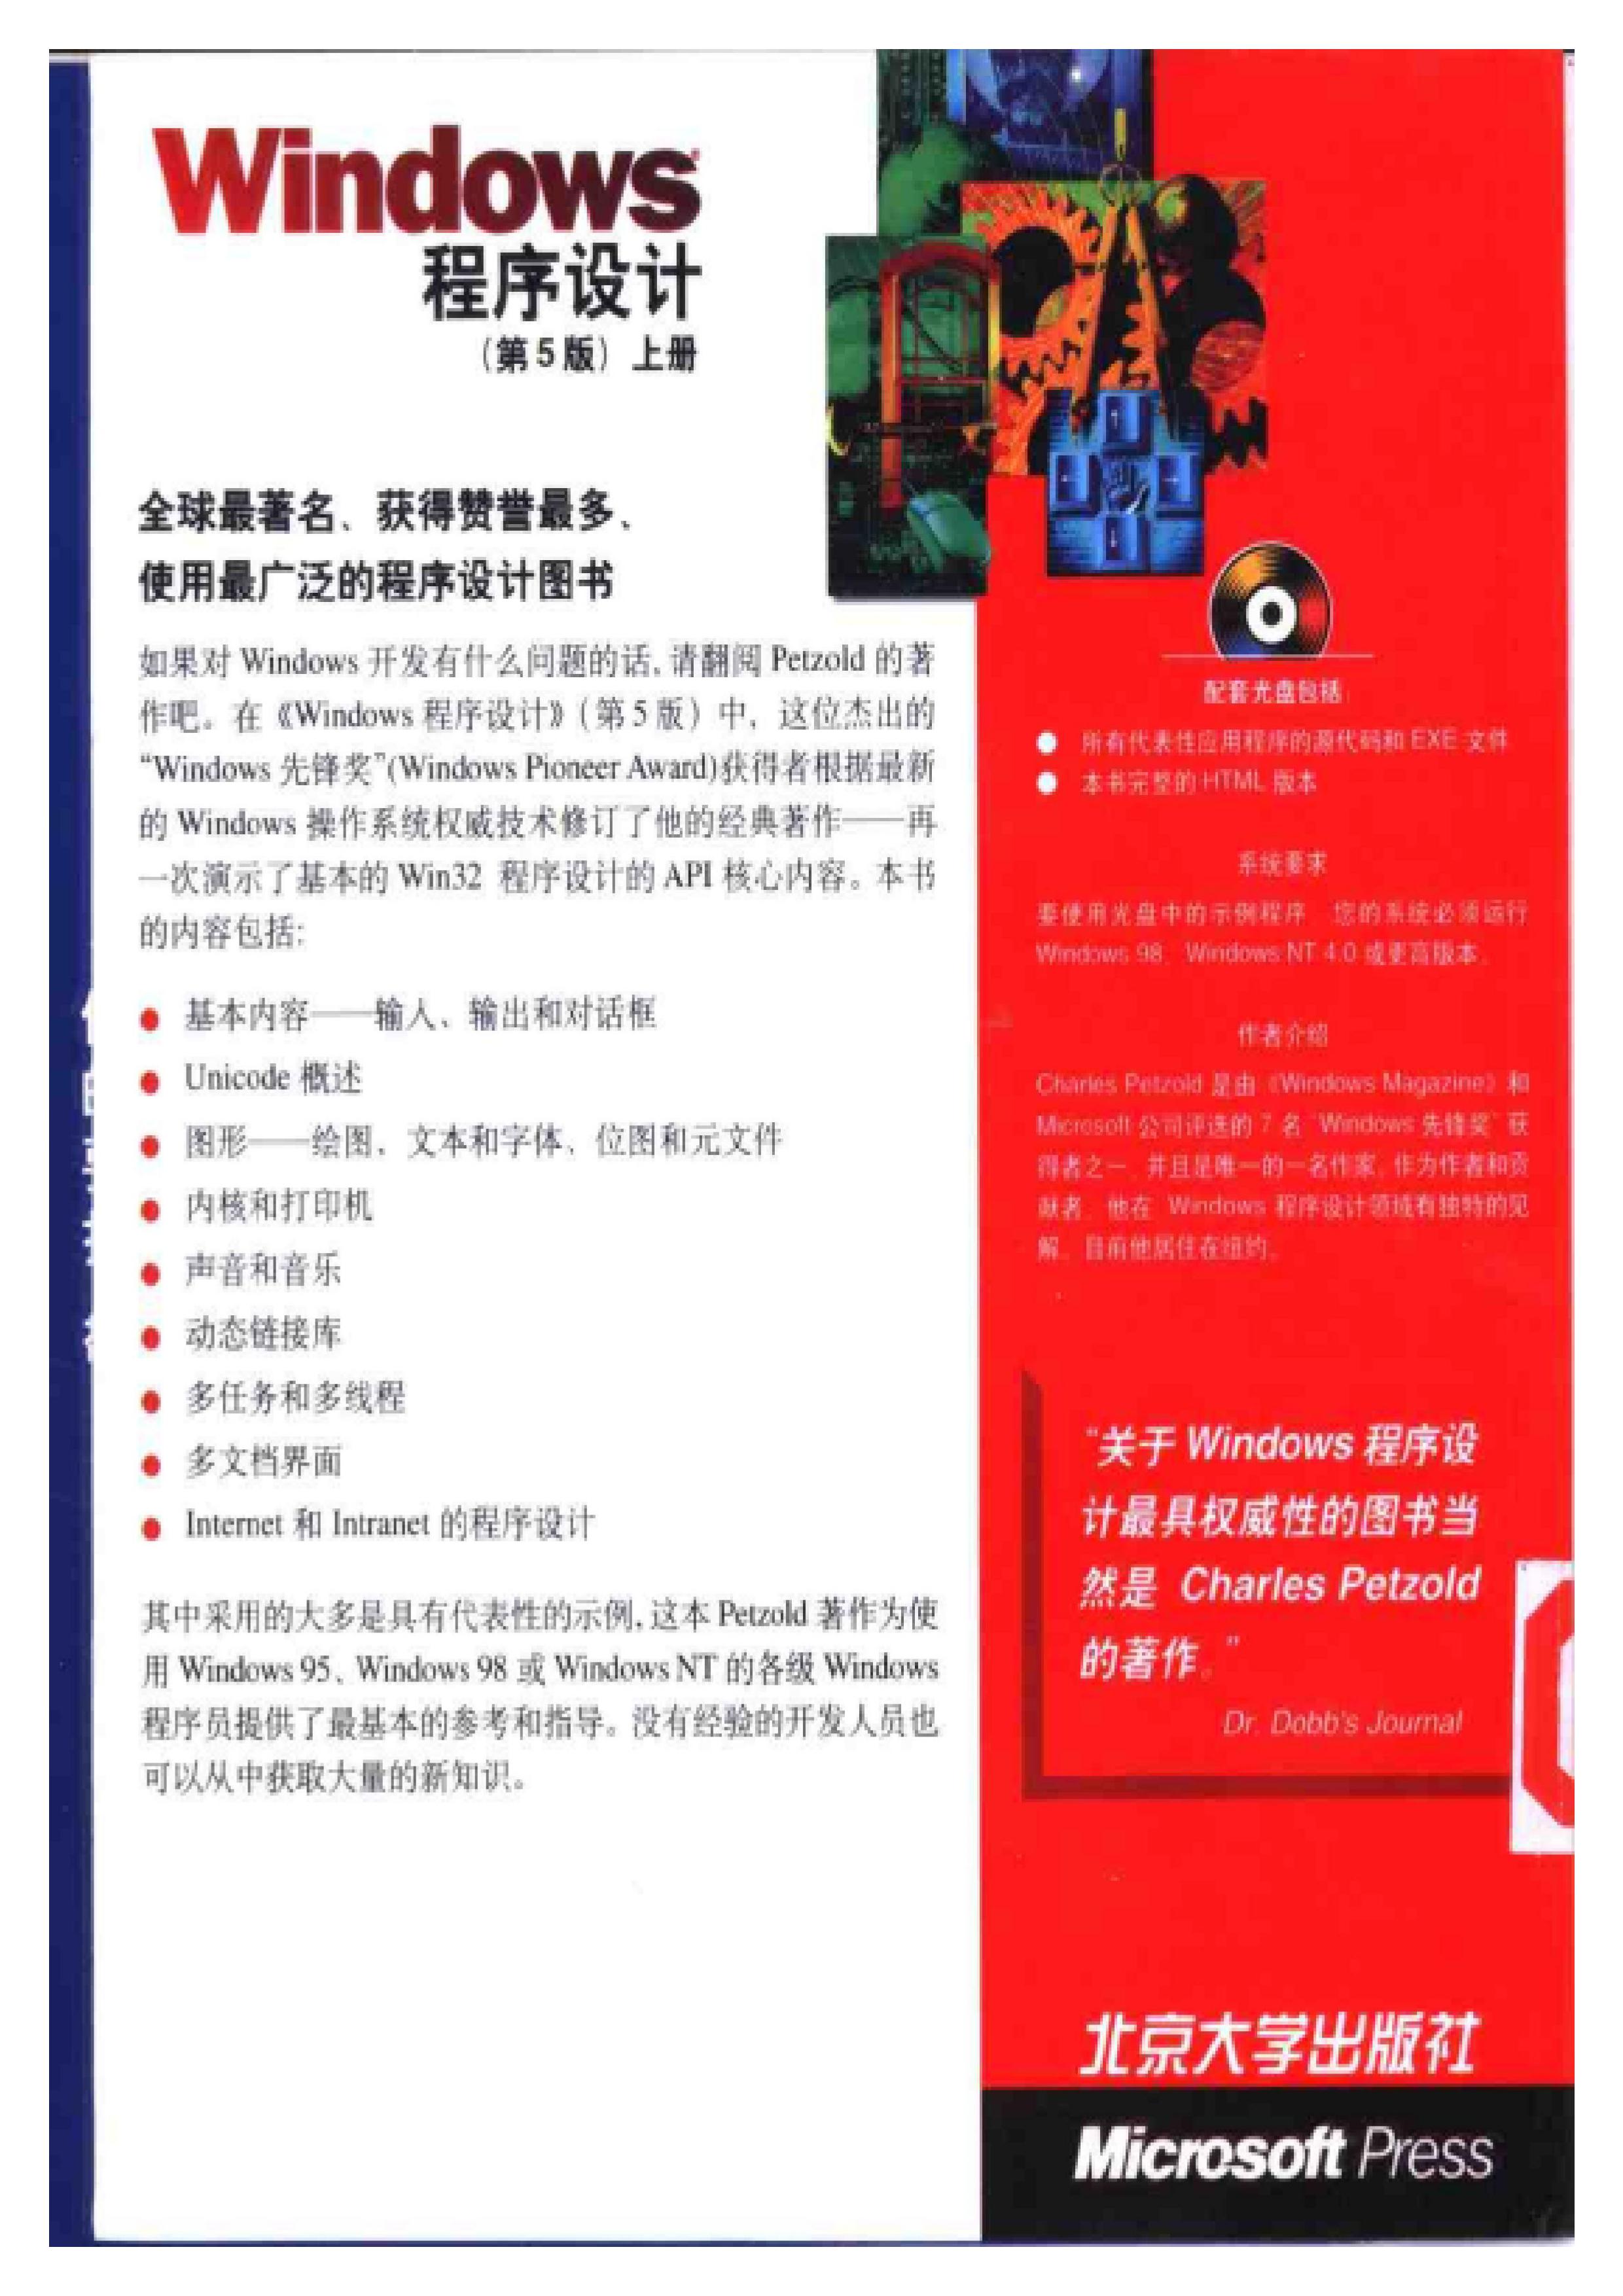 Windows
程序设计
（第5版）上册
全球最著名、获得赞誉最多、
使用最广泛的程序设计图书
如果对 Windows 开发有什么问题的话，请翻阅 Petzold 的著
作吧。在《Windows 程序设计》（第5版）中，这位杰出的
“Windows 先锋奖”(Windows Pioneer Award)获得者根据最新
的 Windows 操作系统权威技术修订了他的经典著作——再
一次演示了基本的 Win32 程序设计的 API 核心内容。本书
的内容包括：
● 基本内容——输入、输出和对话框
● Unicode 概述
● 图形——绘图、文本和字体、位图和元文件
● 内核和打印机
● 声音和音乐
● 动态链接库
● 多任务和多线程
● 多文档界面
● Internet 和 Intranet 的程序设计
其中采用的大多是具有代表性的示例，这本 Petzold 著作为使
用 Windows 95、Windows 98 或 Windows NT 的各级 Windows
程序员提供了最基本的参考和指导。没有经验的开发人员也
可以从中获取大量的新知识。
配套光盘包括
● 所有代表性应用程序的源代码和 EXE 文件
● 本书完整的 HTML 版本
系统要求
要使用光盘中的示例程序，您的系统必须运行
Windows 98、Windows NT 4.0 或更高版本。
作者介绍
Charles Petzold 是由《Windows Magazine》和
Microsoft 公司评选的 7 名“Windows 先锋奖”获
得者之一，并且是唯一的一名作家。作为作者和贡
献者，他在 Windows 程序设计领域有独特的见
解。目前他居住在纽约。
“关于 Windows 程序设
计最具权威性的图书当
然是 Charles Petzold
的著作。”
Dr. Dobb's Journal
北京大学出版社
Microsoft Press